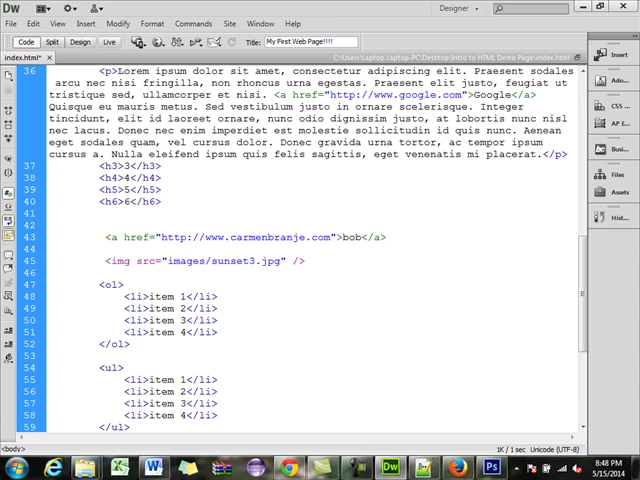 Dw
Designer
File Edit View Insert Modify Format Commands Site Window Help
Code Split Design Live Title: My First Web Page!!!!
index.html* × C:\Users\Laptop.Laptop-PC\Desktop\Intro to HTML Demo Page\index.html
36 <p>Lorem ipsum dolor sit amet, consectetur adipiscing elit. Praesent sodales
arcu nec nisi fringilla, non rhoncus urna egestas. Praesent elit justo, feugiat ut
tristique sed, ullamcorper et nisi. <a href="http://www.google.com">Google</a>
Quisque eu mauris metus. Sed vestibulum justo in ornare scelerisque. Integer
tincidunt, elit id laoreet ornare, nunc odio dignissim justo, at lobortis nunc nisl
nec lacus. Donec nec enim imperdiet est molestie sollicitudin id quis nunc. Aenean
eget sodales quam, vel cursus dolor. Donec gravida urna tortor, ac tempor ipsum
cursus a. Nulla eleifend ipsum quis felis sagittis, eget venenatis mi placerat.</p>
37 <h3>3</h3>
38 <h4>4</h4>
39 <h5>5</h5>
40 <h6>6</h6>
41
42
43 <a href="http://www.carmenbranje.com">bob</a>
44
45 <img src="images/sunset3.jpg" />
46
47 <ol>
48 <li>item 1</li>
49 <li>item 2</li>
50 <li>item 3</li>
51 <li>item 4</li>
52 </ol>
53
54 <ul>
55 <li>item 1</li>
56 <li>item 2</li>
57 <li>item 3</li>
58 <li>item 4</li>
59 </ul>
Insert
Ado...
CSS ...
AP E...
Busi...
Files
Assets
Hist...
<body> 1K / 1 sec Unicode (UTF-8)
W Dw Ps
8:48 PM
5/15/2014